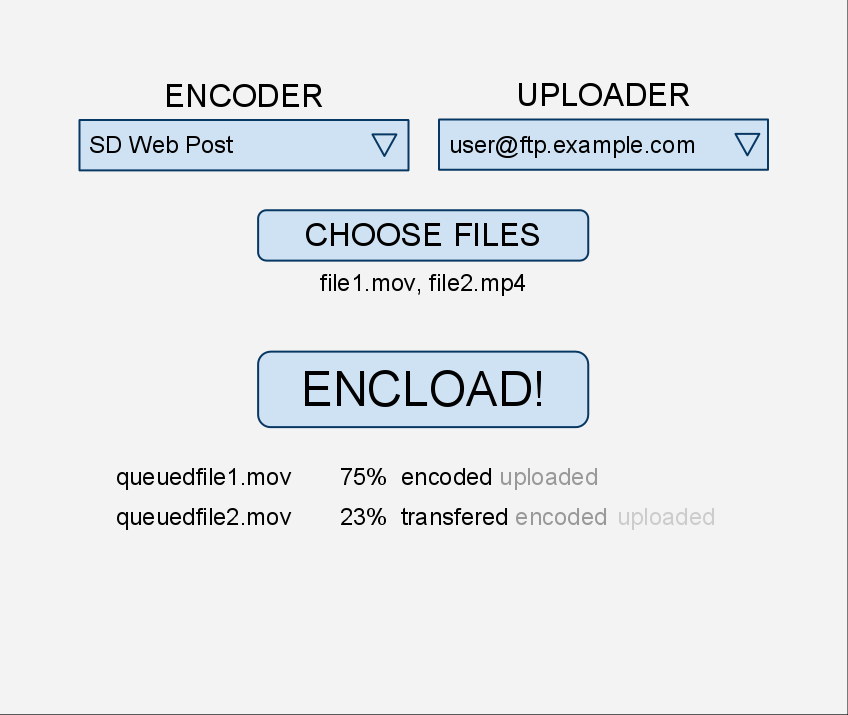 ENCODER
UPLOADER
SD Web Post
user@ftp.example.com
CHOOSE FILES
file1.mov, file2.mp4
ENCLOAD!
queuedfile1.mov 75% encoded uploaded
queuedfile2.mov 23% transfered encoded uploaded